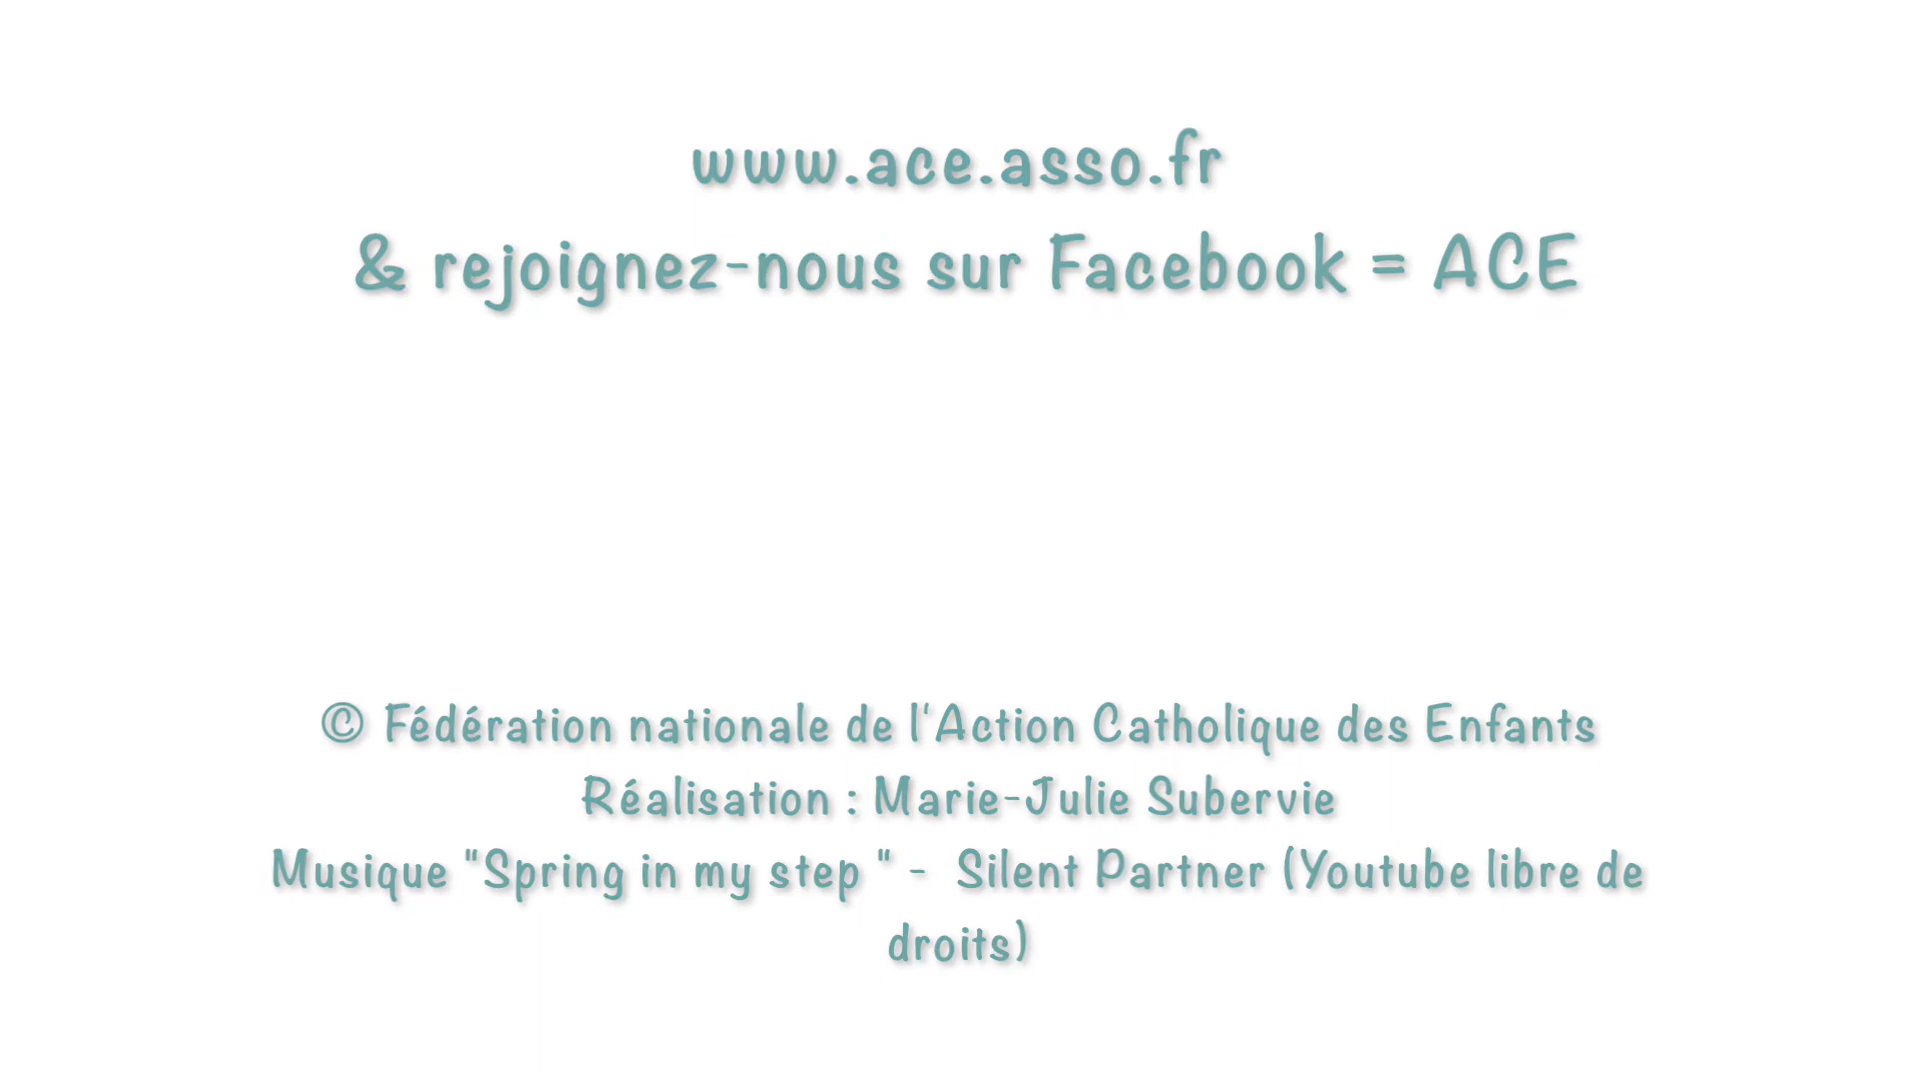 www.ace.asso.fr
& rejoignez-nous sur Facebook = ACE
© Fédération nationale de l'Action Catholique des Enfants
Réalisation : Marie-Julie Subervie
Musique "Spring in my step " -  Silent Partner (Youtube libre de
droits)